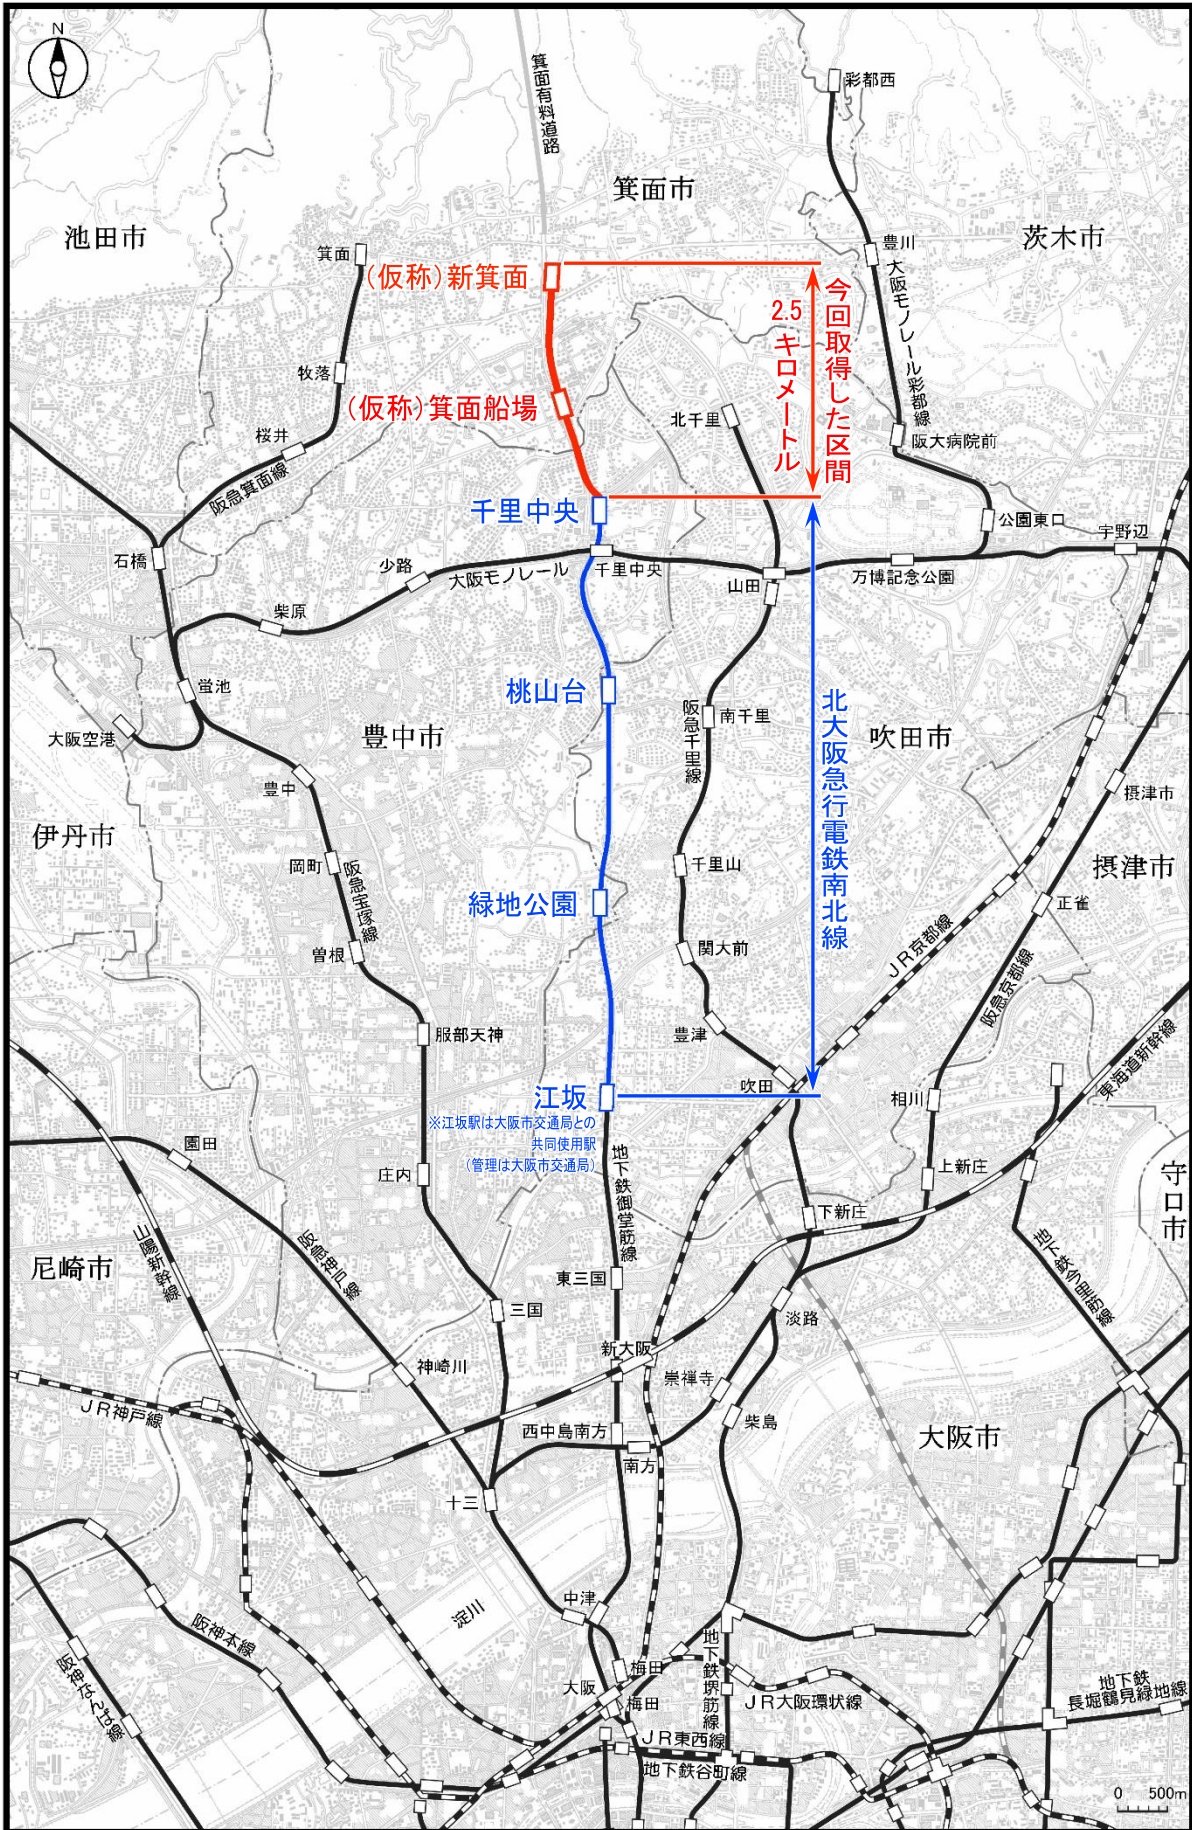 N
箕面有料道路
彩都西
箕面市
池田市
茨木市
箕面
豊川
(仮称)新箕面
大阪モノレール彩都線
今回取得した区間
2.5キロメートル
牧落
(仮称)箕面船場
北千里
桜井
阪大病院前
阪急箕面線
千里中央
公園東口
宇野辺
石橋
少路
大阪モノレール
千里中央
山田
万博記念公園
柴原
蛍池
桃山台
大阪空港
豊中市
阪急千里線
南千里
北大阪急行電鉄南北線
吹田市
豊中
摂津市
伊丹市
岡町
阪急宝塚線
千里山
摂津市
緑地公園
正雀
曽根
関大前
JR京都線
阪急京都線
服部天神
豊津
東海道新幹線
吹田
江坂
相川
※江坂駅は大阪市交通局との
共同使用駅
(管理は大阪市交通局)
園田
地下鉄御堂筋線
庄内
上新庄
守口市
下新庄
山陽新幹線
阪急神戸線
尼崎市
地下鉄今里筋線
東三国
三国
淡路
新大阪
神崎川
崇禅寺
JR神戸線
柴島
西中島南方
大阪市
南方
十三
中津
淀川
阪神本線
地下鉄堺筋線
梅田
阪神なんば線
大阪
梅田
JR大阪環状線
地下鉄
長堀鶴見緑地線
JR東西線
地下鉄谷町線
0 500m